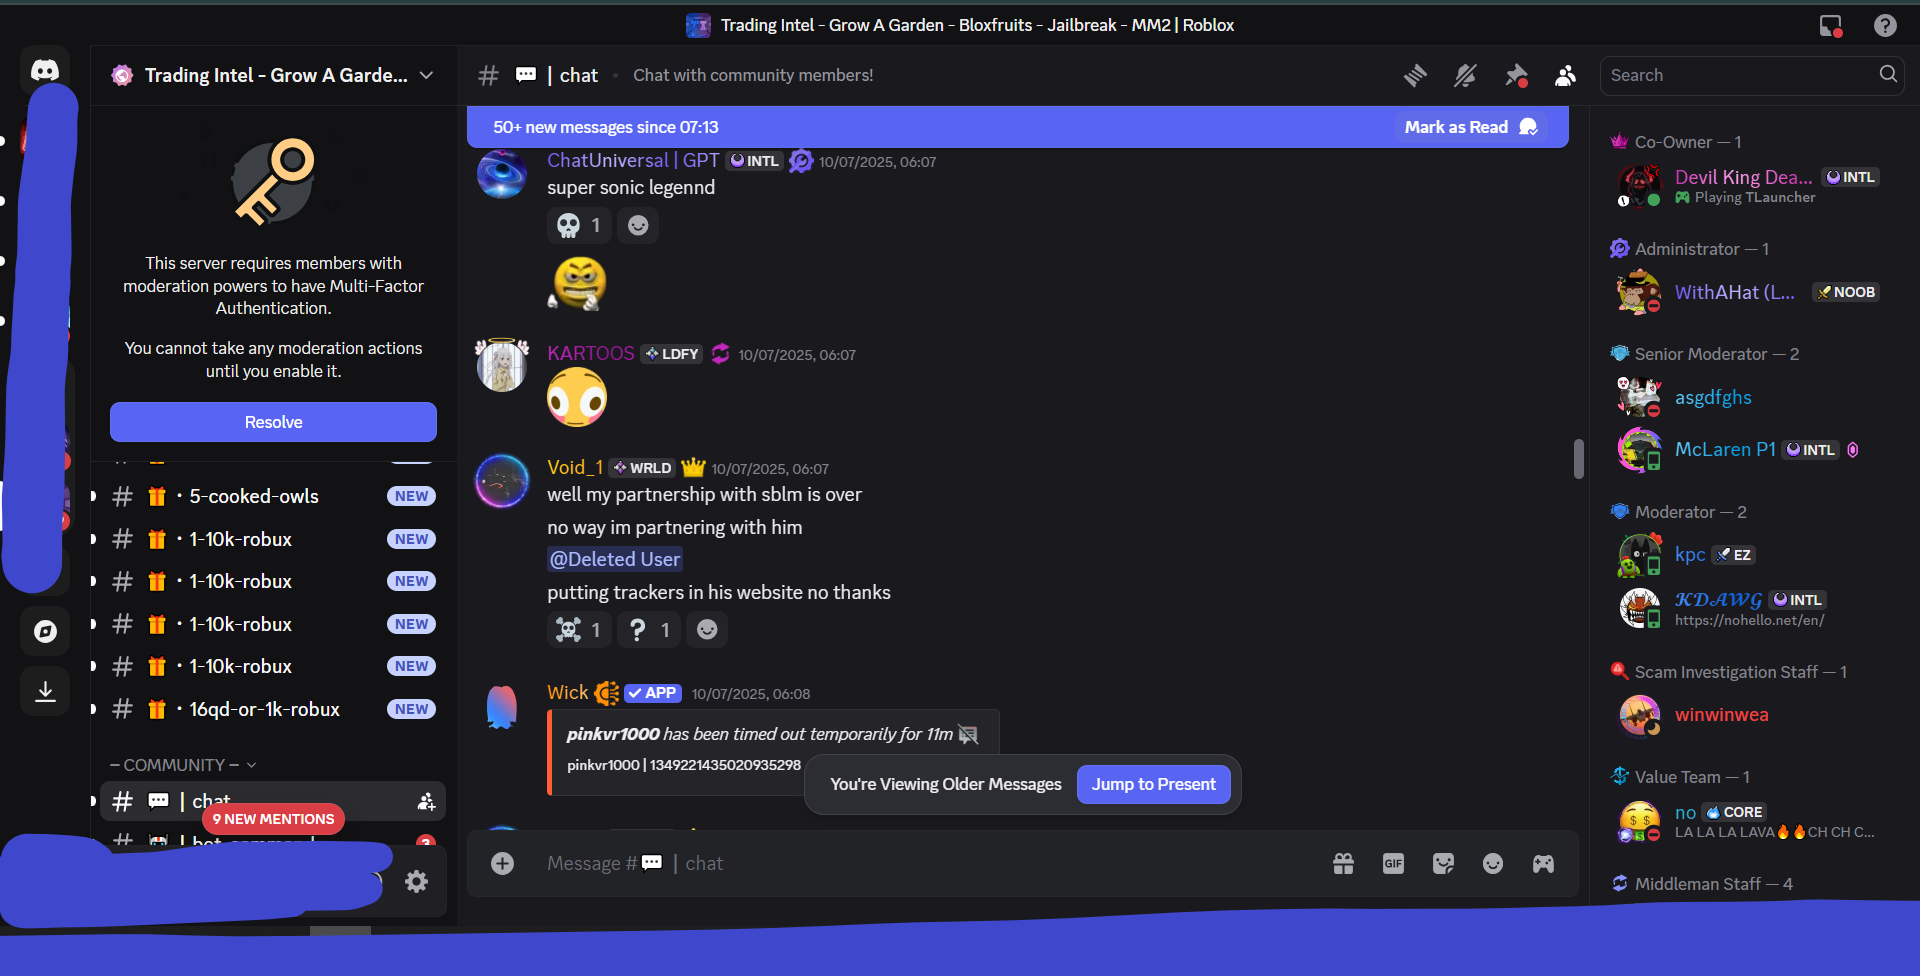 Trading Intel - Grow A Garden - Bloxfruits - Jailbreak - MM2 | Roblox
Trading Intel - Grow A Garde...
This server requires members with
moderation powers to have Multi-Factor
Authentication.
You cannot take any moderation actions
until you enable it.
Resolve
# 🎁 • 5-cooked-owls NEW
# 🎁 • 1-10k-robux NEW
# 🎁 • 1-10k-robux NEW
# 🎁 • 1-10k-robux NEW
# 🎁 • 1-10k-robux NEW
# 🎁 • 16qd-or-1k-robux NEW
– COMMUNITY –
# 💬 | chat
9 NEW MENTIONS
# 💬 | chat • Chat with community members!
Search
50+ new messages since 07:13
Mark as Read
ChatUniversal | GPT INTL 10/07/2025, 06:07
super sonic legennd
💀 1
KARTOOS LDFY 10/07/2025, 06:07
😳
Void_1 WRLD 10/07/2025, 06:07
well my partnership with sblm is over
no way im partnering with him
@Deleted User
putting trackers in his website no thanks
☠️ 1 ❓ 1
Wick APP 10/07/2025, 06:08
pinkvr1000 has been timed out temporarily for 11m
pinkvr1000 | 1349221435020935298
You're Viewing Older Messages
Jump to Present
Message #💬 | chat
GIF
Co-Owner — 1
Devil King Dea... INTL
Playing TLauncher
Administrator — 1
WithAHat (L... NOOB
Senior Moderator — 2
asgdfghs
McLaren P1 INTL
Moderator — 2
kpc EZ
𝓚𝓓𝓐𝓦𝓖 INTL
https://nohello.net/en/
Scam Investigation Staff — 1
winwinwea
Value Team — 1
no CORE
LA LA LA LAVA🔥🔥CH CH C...
Middleman Staff — 4